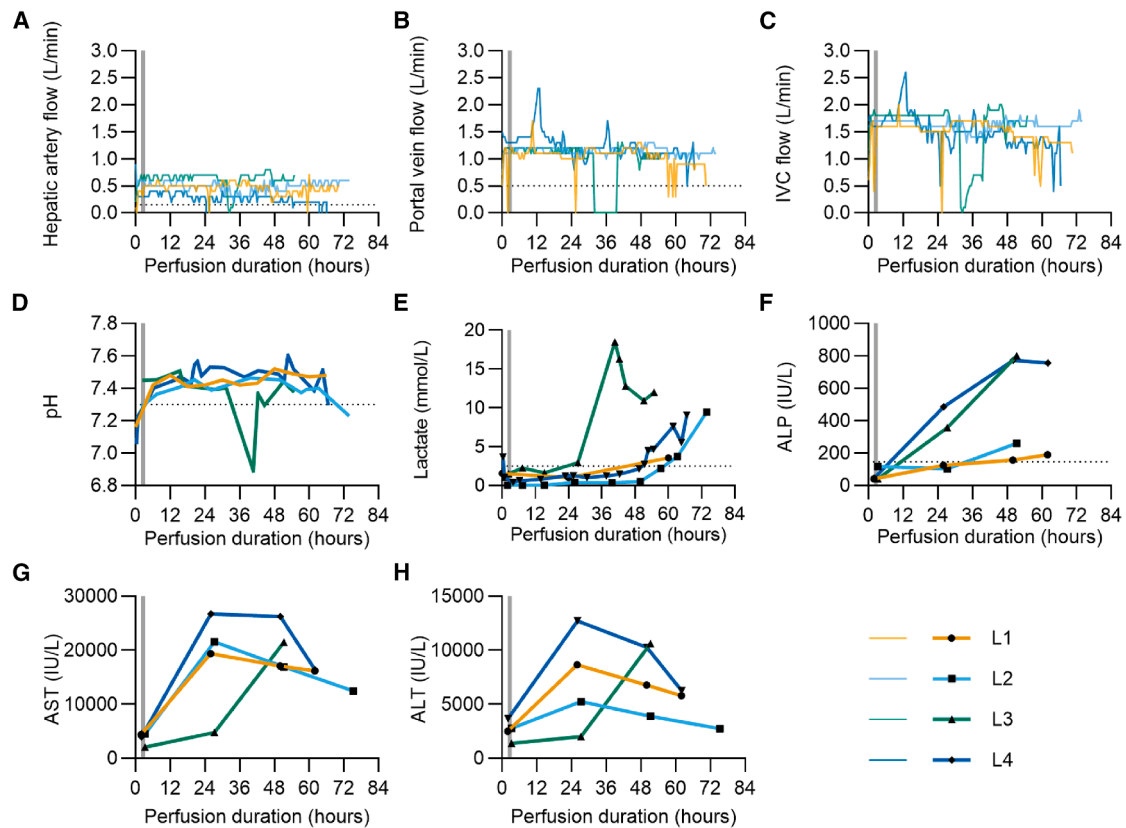 A
Hepatic artery flow (L/min)
3.0
2.5
2.0
1.5
1.0
0.5
0.0
0 12 24 36 48 60 72 84
Perfusion duration (hours)
B
Portal vein flow (L/min)
3.0
2.5
2.0
1.5
1.0
0.5
0.0
0 12 24 36 48 60 72 84
Perfusion duration (hours)
C
IVC flow (L/min)
3.0
2.5
2.0
1.5
1.0
0.5
0.0
0 12 24 36 48 60 72 84
Perfusion duration (hours)
D
pH
7.8
7.6
7.4
7.2
7.0
6.8
0 12 24 36 48 60 72 84
Perfusion duration (hours)
E
Lactate (mmol/L)
20
15
10
5
0
0 12 24 36 48 60 72 84
Perfusion duration (hours)
F
ALP (IU/L)
1000
800
600
400
200
0
0 12 24 36 48 60 72 84
Perfusion duration (hours)
G
AST (IU/L)
30000
20000
10000
0
0 12 24 36 48 60 72 84
Perfusion duration (hours)
H
ALT (IU/L)
15000
10000
5000
0
0 12 24 36 48 60 72 84
Perfusion duration (hours)
L1
L2
L3
L4